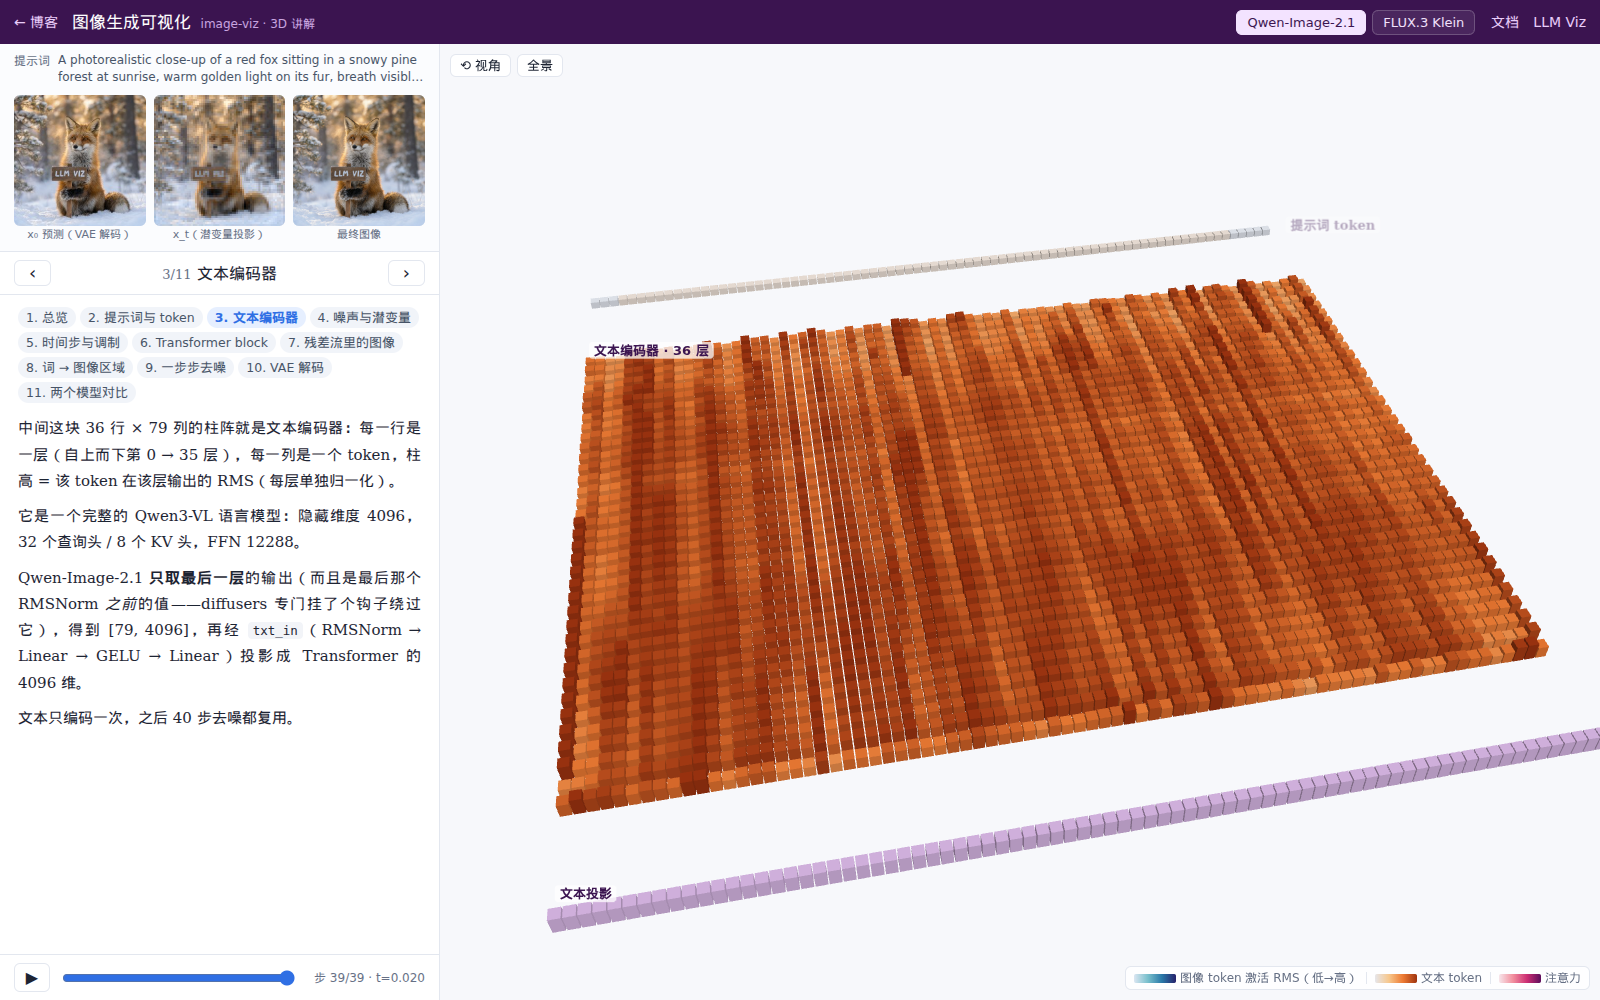 ← 博客 图像生成可视化 image-viz · 3D 讲解 Qwen-Image-2.1 FLUX.3 Klein 文档 LLM Viz
提示词 A photorealistic close-up of a red fox sitting in a snowy pine
forest at sunrise, warm golden light on its fur, breath visibl…
LLM VIZ LLM VIZ LLM VIZ
x₀ 预测（VAE 解码） x_t（潜变量投影） 最终图像
‹ 3/11 文本编码器 ›
1. 总览 2. 提示词与 token 3. 文本编码器 4. 噪声与潜变量
5. 时间步与调制 6. Transformer block 7. 残差流里的图像
8. 词 → 图像区域 9. 一步步去噪 10. VAE 解码
11. 两个模型对比
中间这块 36 行 × 79 列的柱阵就是文本编码器：每一行是
一层（自上而下第 0 → 35 层），每一列是一个 token，柱
高 = 该 token 在该层输出的 RMS（每层单独归一化）。
它是一个完整的 Qwen3-VL 语言模型：隐藏维度 4096，
32 个查询头 / 8 个 KV 头，FFN 12288。
Qwen-Image-2.1 只取最后一层的输出（而且是最后那个
RMSNorm 之前的值——diffusers 专门挂了个钩子绕过
它），得到 [79, 4096]，再经 txt_in （RMSNorm →
Linear → GELU → Linear）投影成 Transformer 的
4096 维。
文本只编码一次，之后 40 步去噪都复用。
▶ 步 39/39 · t=0.020
⟲ 视角 全景
提示词 token
文本编码器 · 36 层
文本投影
图像 token 激活 RMS（低→高） 文本 token 注意力